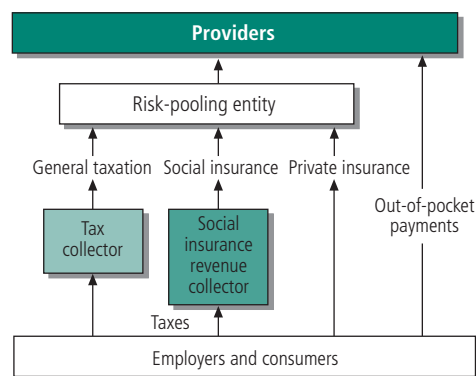 Providers
Risk-pooling entity
General taxation
Social insurance
Private insurance
Out-of-pocket
payments
Tax
collector
Social
insurance
revenue
collector
Taxes
Employers and consumers